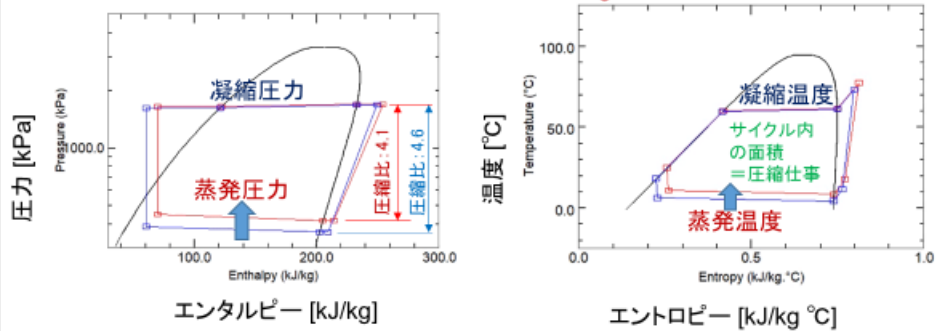 圧力 [kPa]
Pressure (kPa)
1000.0
凝縮圧力
蒸発圧力
圧縮比：4.1
圧縮比：4.6
100.0
200.0
300.0
Enthalpy (kJ/kg)
エンタルピー [kJ/kg]
温度 [℃]
Temperature (°C)
100.0
50.0
0.0
凝縮温度
サイクル内
の面積
＝圧縮仕事
蒸発温度
0.0
0.5
1.0
Entropy (kJ/kg.°C)
エントロピー [kJ/kg ℃]